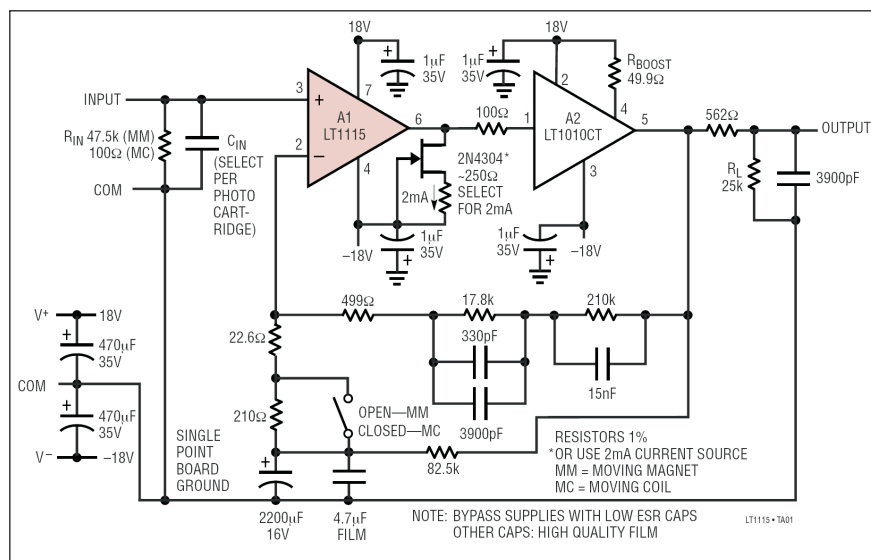 18V
18V
1µF
35V
1µF
35V
RBOOST
49.9Ω
INPUT
3
+
7
A1
LT1115
6
2
−
4
100Ω
1
2
A2
LT1010CT
4
5
3
562Ω
OUTPUT
RIN 47.5k (MM)
100Ω (MC)
CIN
(SELECT
PER
PHOTO
CART-
RIDGE)
COM
2N4304*
~250Ω
SELECT
FOR 2mA
2mA
RL
25k
3900pF
+
+
–18V
1µF
35V
+
1µF
35V
+
–18V
V+
18V
+
470µF
35V
COM
+
470µF
35V
V–
–18V
499Ω
17.8k
210k
22.6Ω
330pF
3900pF
15nF
210Ω
OPEN—MM
CLOSED—MC
82.5k
SINGLE
POINT
BOARD
GROUND
+
2200µF
16V
4.7µF
FILM
RESISTORS 1%
*OR USE 2mA CURRENT SOURCE
MM = MOVING MAGNET
MC = MOVING COIL
NOTE: BYPASS SUPPLIES WITH LOW ESR CAPS
OTHER CAPS: HIGH QUALITY FILM
LT1115 • TA01